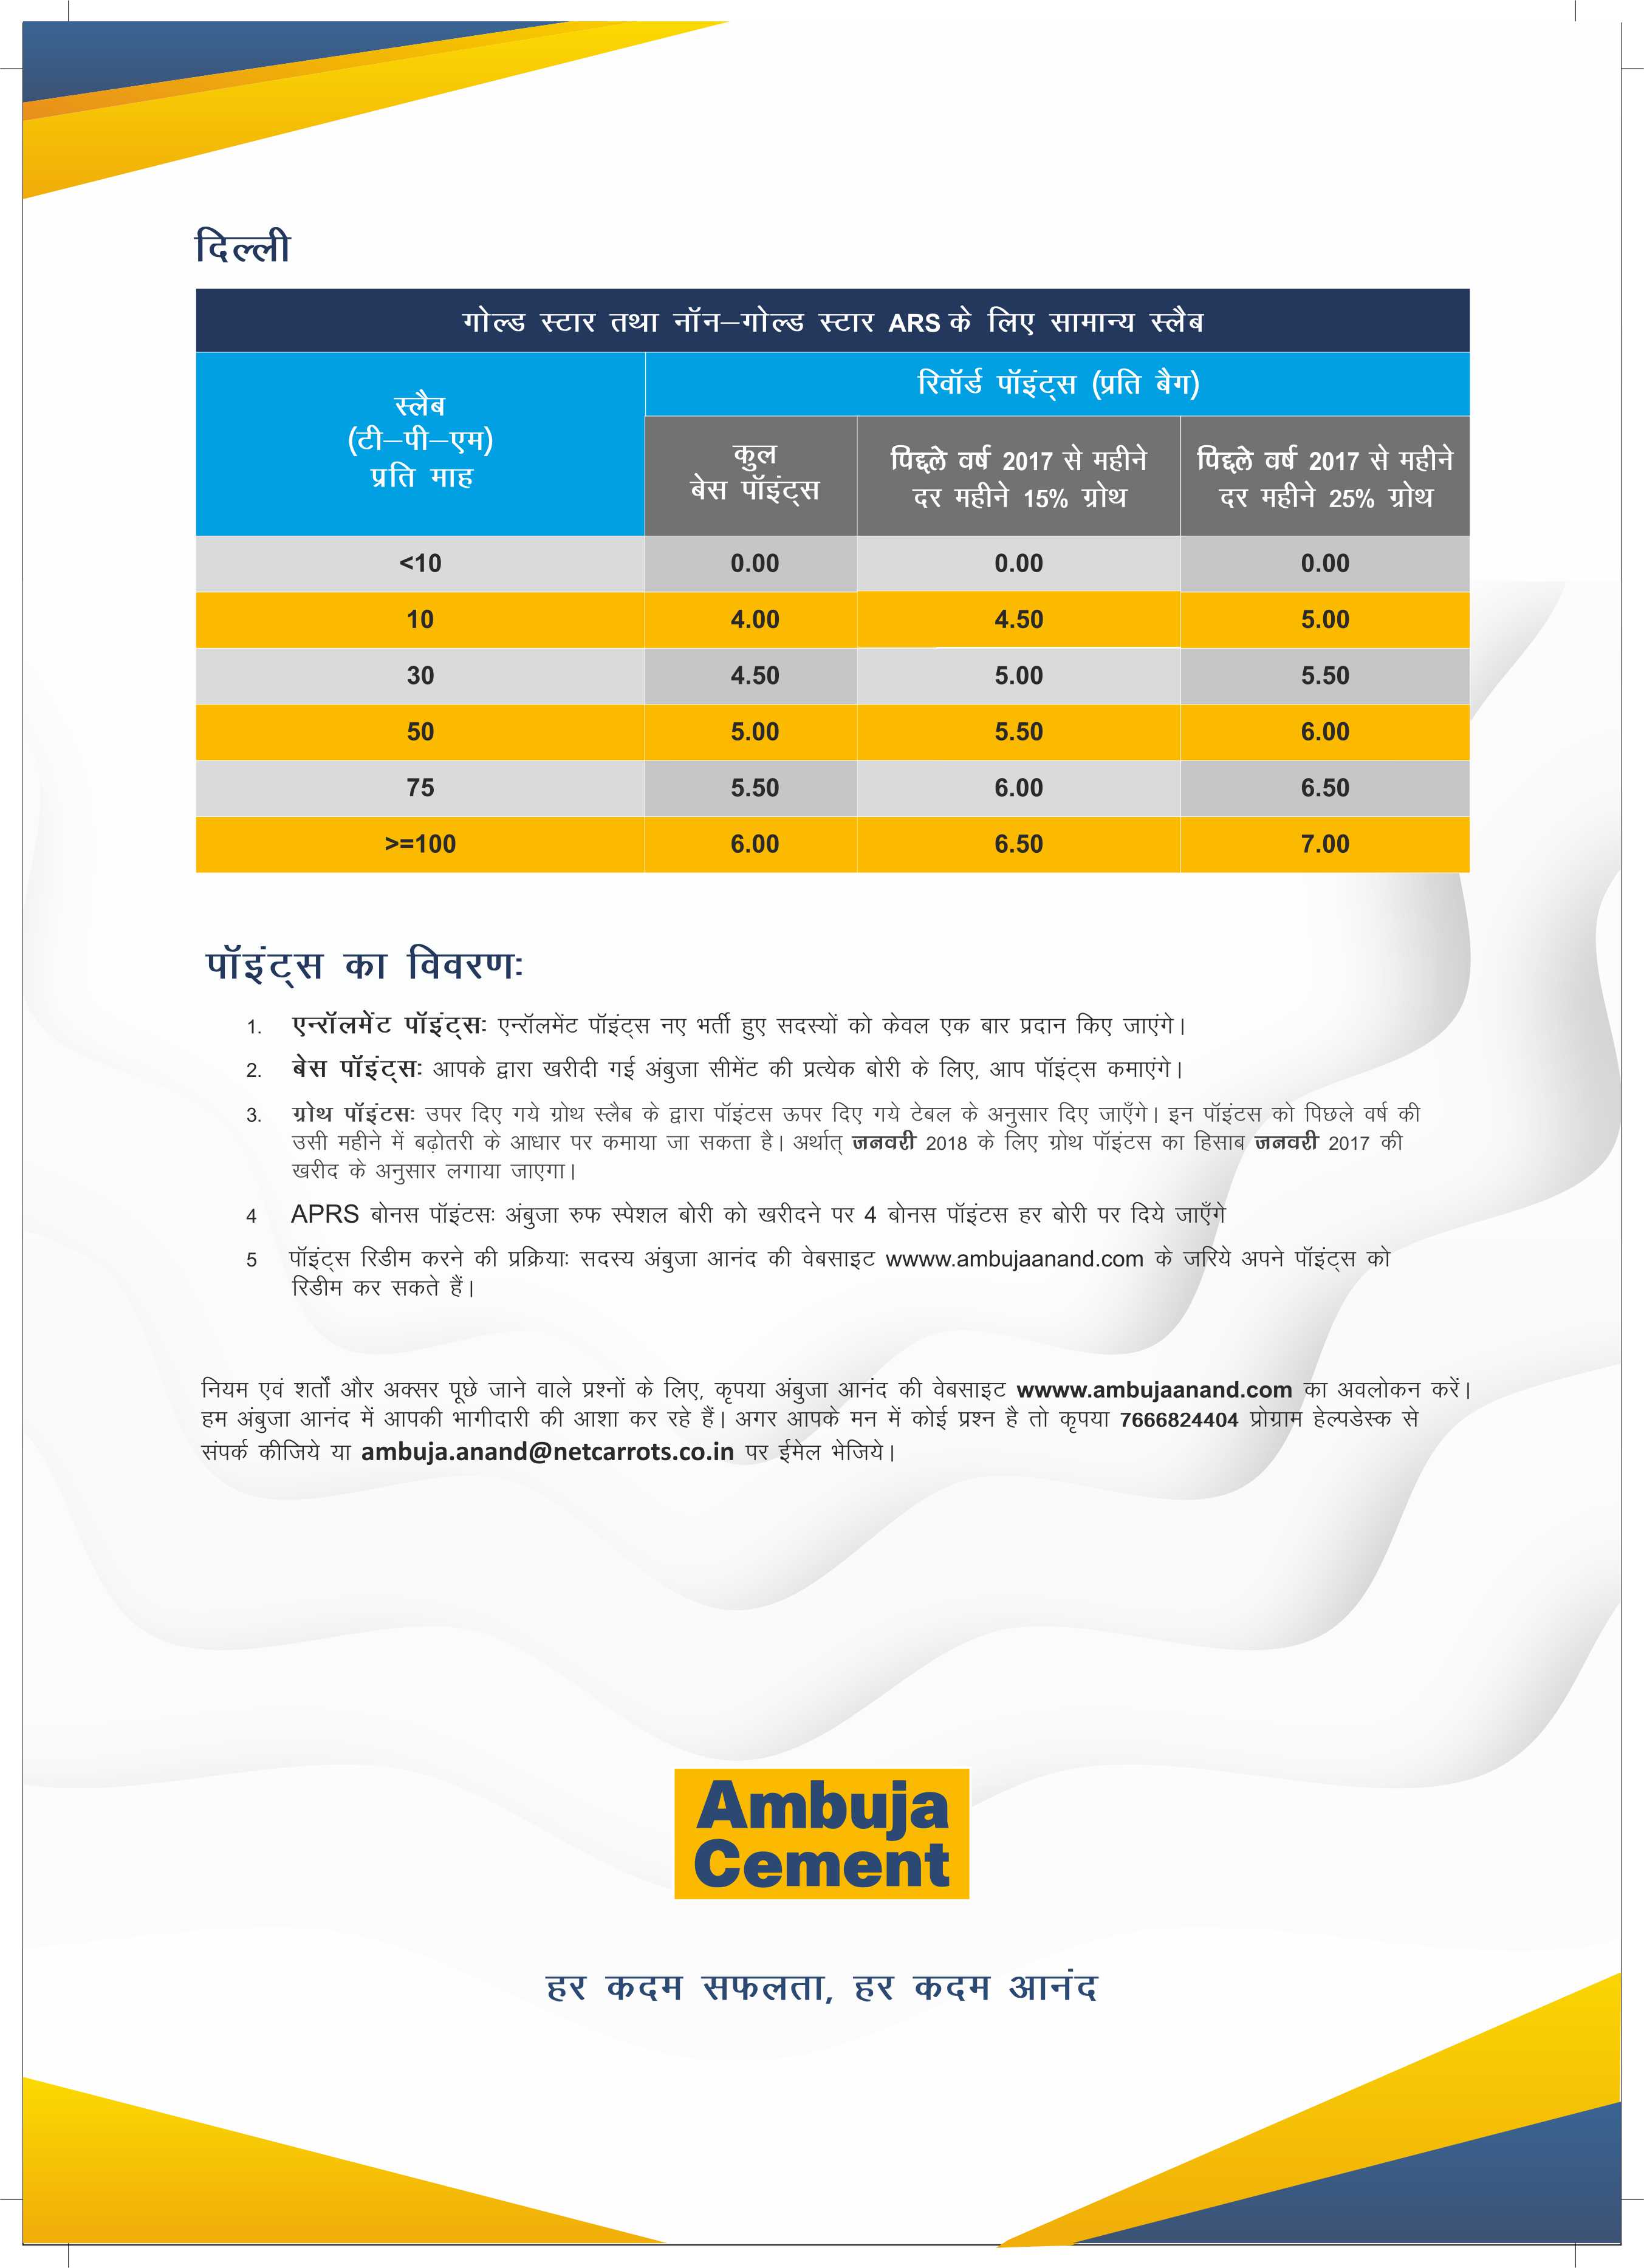 दिल्ली
गोल्ड स्टार तथा नॉन–गोल्ड स्टार ARS के लिए सामान्य स्लैब
स्लैब
(टी–पी–एम)
प्रति माह
रिवॉर्ड पॉइंट्स (प्रति बैग)
कुल
बेस पॉइंट्स
पिद्दले वर्ष 2017 से महीने
दर महीने 15% ग्रोथ
पिद्दले वर्ष 2017 से महीने
दर महीने 25% ग्रोथ
<10 0.00 0.00 0.00
10 4.00 4.50 5.00
30 4.50 5.00 5.50
50 5.00 5.50 6.00
75 5.50 6.00 6.50
>=100 6.00 6.50 7.00
पॉइंट्स का विवरण:
1. एन्रॉलमेंट पॉइंट्स: एन्रॉलमेंट पॉइंट्स नए भर्ती हुए सदस्यों को केवल एक बार प्रदान किए जाएंगे।
2. बेस पॉइंट्स: आपके द्वारा खरीदी गई अंबुजा सीमेंट की प्रत्येक बोरी के लिए, आप पॉइंट्स कमाएंगे।
3. ग्रोथ पॉइंटस: उपर दिए गये ग्रोथ स्लैब के द्वारा पॉइंटस ऊपर दिए गये टेबल के अनुसार दिए जाएँगे। इन पॉइंटस को पिछले वर्ष की
उसी महीने में बढ़ोतरी के आधार पर कमाया जा सकता है। अर्थात् जनवरी 2018 के लिए ग्रोथ पॉइंटस का हिसाब जनवरी 2017 की
खरीद के अनुसार लगाया जाएगा।
4 APRS बोनस पॉइंटस: अंबुजा रुफ स्पेशल बोरी को खरीदने पर 4 बोनस पॉइंटस हर बोरी पर दिये जाएँगे
5 पॉइंट्स रिडीम करने की प्रक्रिया: सदस्य अंबुजा आनंद की वेबसाइट wwww.ambujaanand.com के जरिये अपने पॉइंट्स को
रिडीम कर सकते हैं।
नियम एवं शर्तों और अक्सर पूछे जाने वाले प्रश्नों के लिए, कृपया अंबुजा आनंद की वेबसाइट wwww.ambujaanand.com का अवलोकन करें।
हम अंबुजा आनंद में आपकी भागीदारी की आशा कर रहे हैं। अगर आपके मन में कोई प्रश्न है तो कृपया 7666824404 प्रोग्राम हेल्पडेस्क से
संपर्क कीजिये या ambuja.anand@netcarrots.co.in पर ईमेल भेजिये।
Ambuja
Cement
हर कदम सफलता, हर कदम आनंद